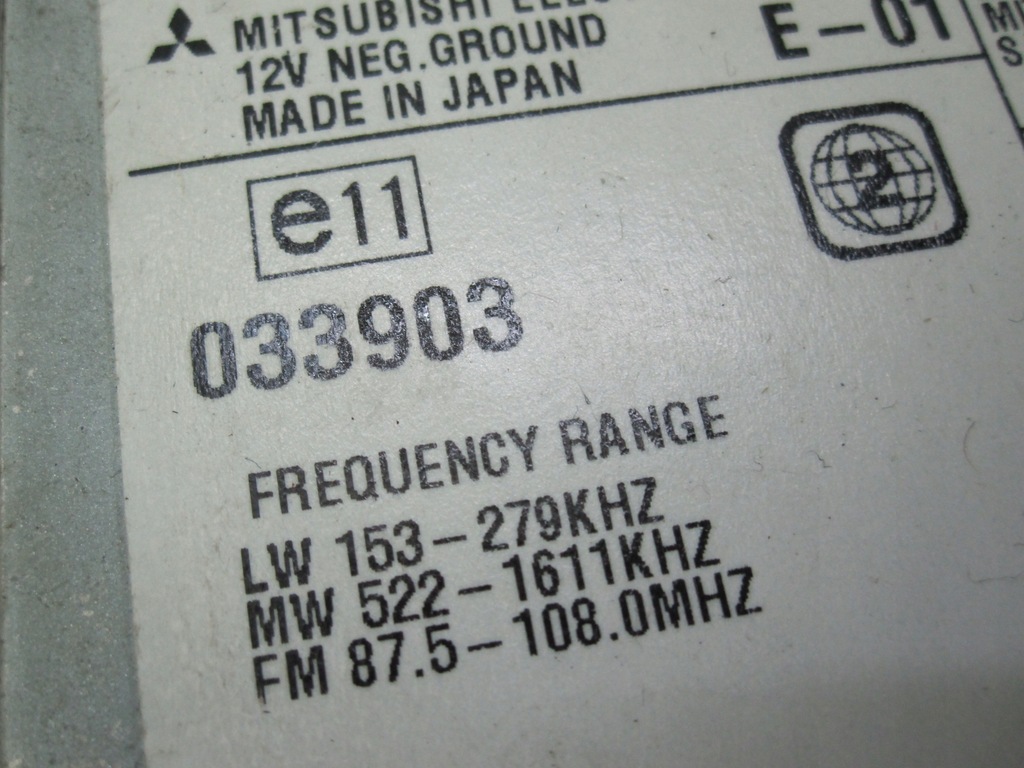 MITSUBISHI
12V NEG.GROUND
MADE IN JAPAN
E-01
e11
2
033903
FREQUENCY RANGE
LW 153-279KHZ
MW 522-1611KHZ
FM 87.5-108.0MHZ